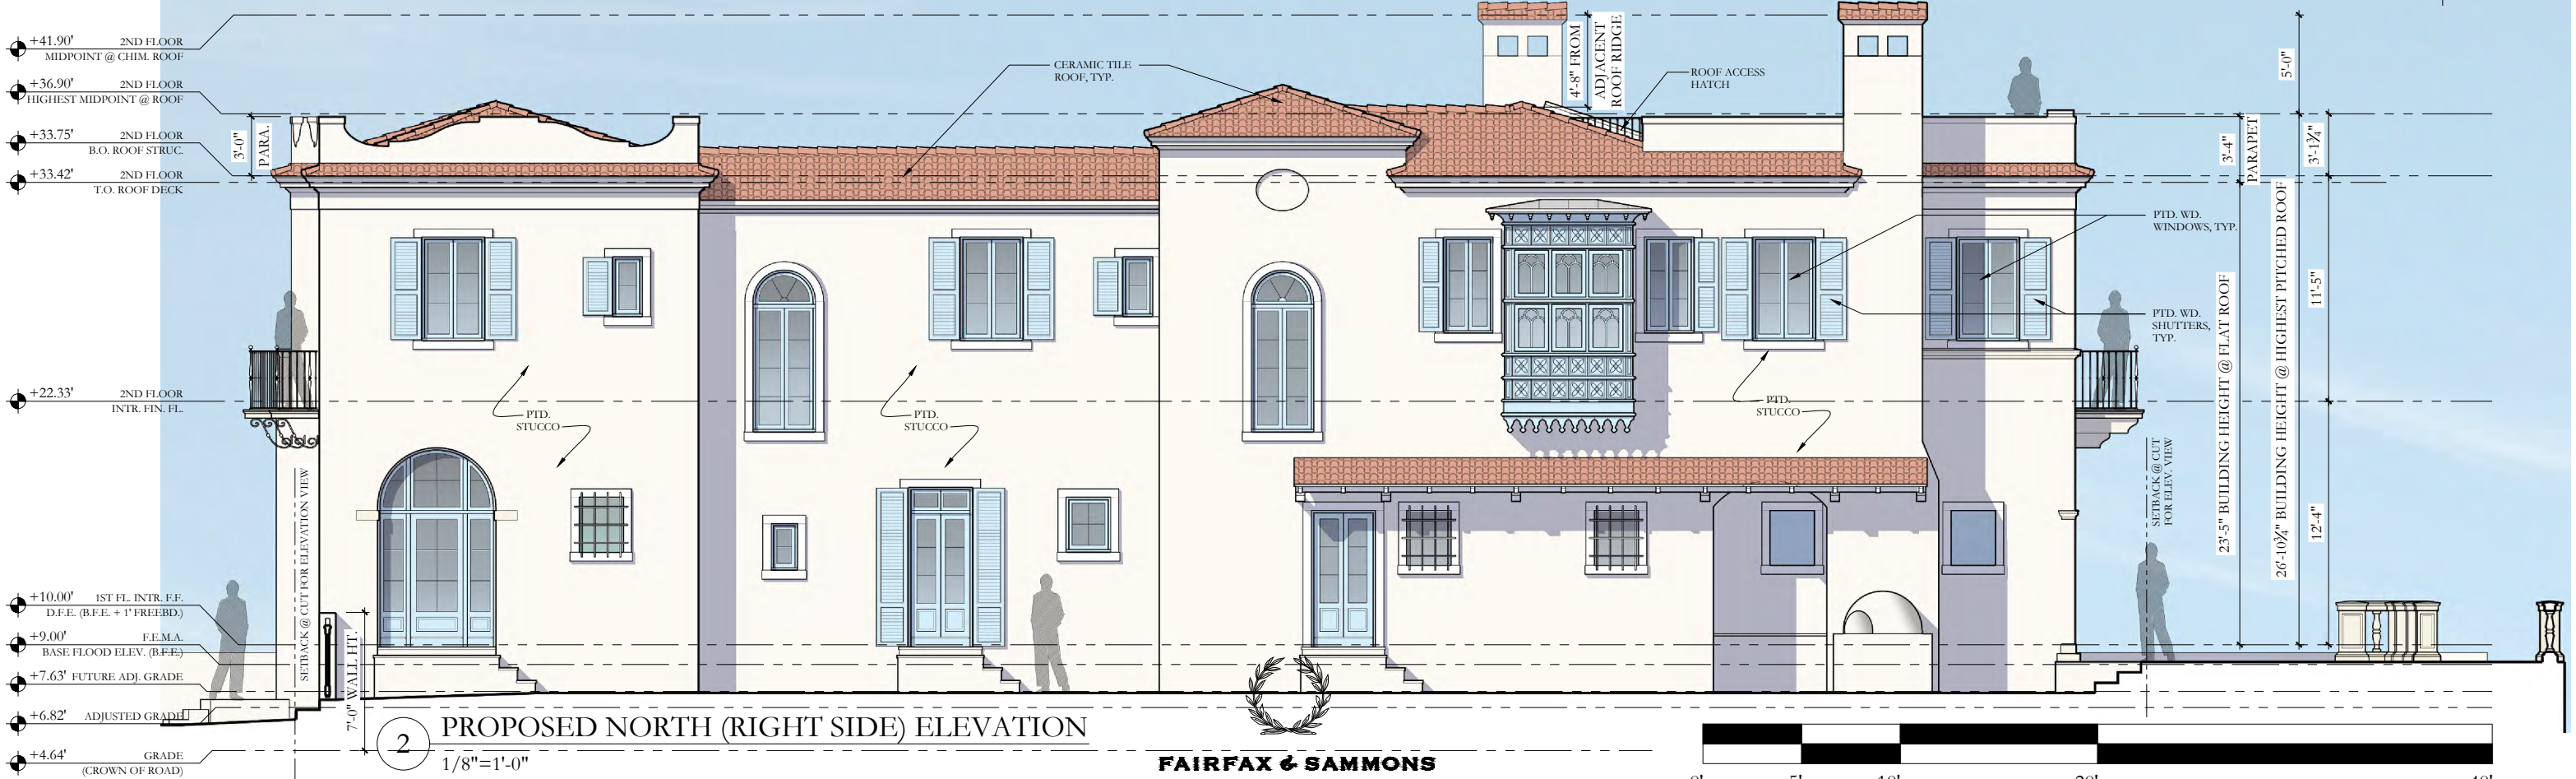 +41.90' 2ND FLOOR
MIDPOINT @ CHIM. ROOF
+36.90' 2ND FLOOR
HIGHEST MIDPOINT @ ROOF
+33.75' 2ND FLOOR
B.O. ROOF STRUC.
+33.42' 2ND FLOOR
T.O. ROOF DECK
+22.33' 2ND FLOOR
INTR. FIN. FL.
+10.00' 1ST FL. INTR. F.F.
D.F.E. (B.F.E. + 1' FREEBD.)
+9.00' F.E.M.A.
BASE FLOOD ELEV. (B.F.E.)
+7.63' FUTURE ADJ. GRADE
+6.82' ADJUSTED GRADE
+4.64' GRADE
(CROWN OF ROAD)
3'-0"
PARA.
SETBACK @ CUT FOR ELEVATION VIEW
7'-0" WALL HT.
CERAMIC TILE
ROOF, TYP.
PTD.
STUCCO
PTD.
STUCCO
4'-8" FROM
ADJACENT
ROOF RIDGE
ROOF ACCESS
HATCH
PTD.
STUCCO
PTD. WD.
WINDOWS, TYP.
PTD. WD.
SHUTTERS,
TYP.
SETBACK @ CUT
FOR ELEV. VIEW
3'-4"
PARAPET
23'-5" BUILDING HEIGHT @ FLAT ROOF
5'-0"
26'-10¾" BUILDING HEIGHT @ HIGHEST PITCHED ROOF
3'-1¾"
11'-5"
12'-4"
2 PROPOSED NORTH (RIGHT SIDE) ELEVATION
1/8"=1'-0"
FAIRFAX & SAMMONS
0' 5' 10' 20' 40'